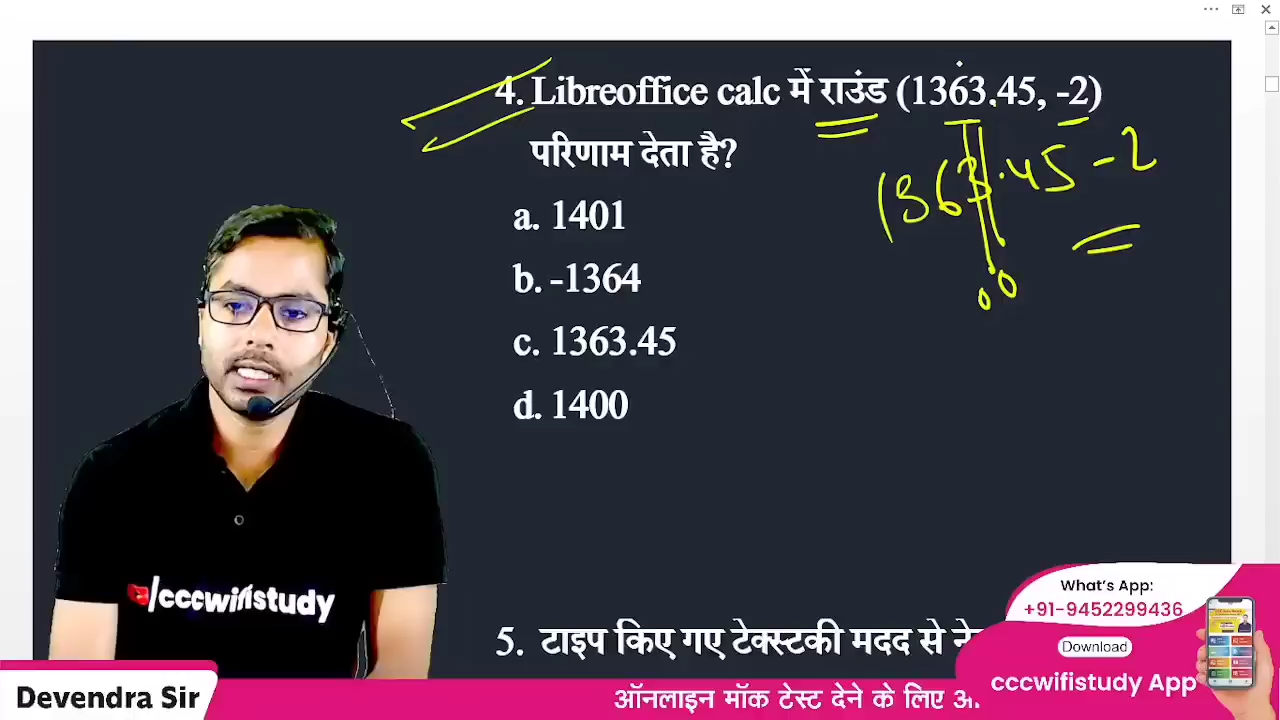 4. Libreoffice calc में राउंड (1363.45, -2)
परिणाम देता है?
1363.45 -2
00
a. 1401
b. -1364
c. 1363.45
d. 1400
/cccwifistudy
What's App:
+91-9452299436
Download
cccwifistudy App
5. टाइप किए गए टेक्स्टकी मदद से
Devendra Sir
ऑनलाइन मॉक टेस्ट देने के लिए